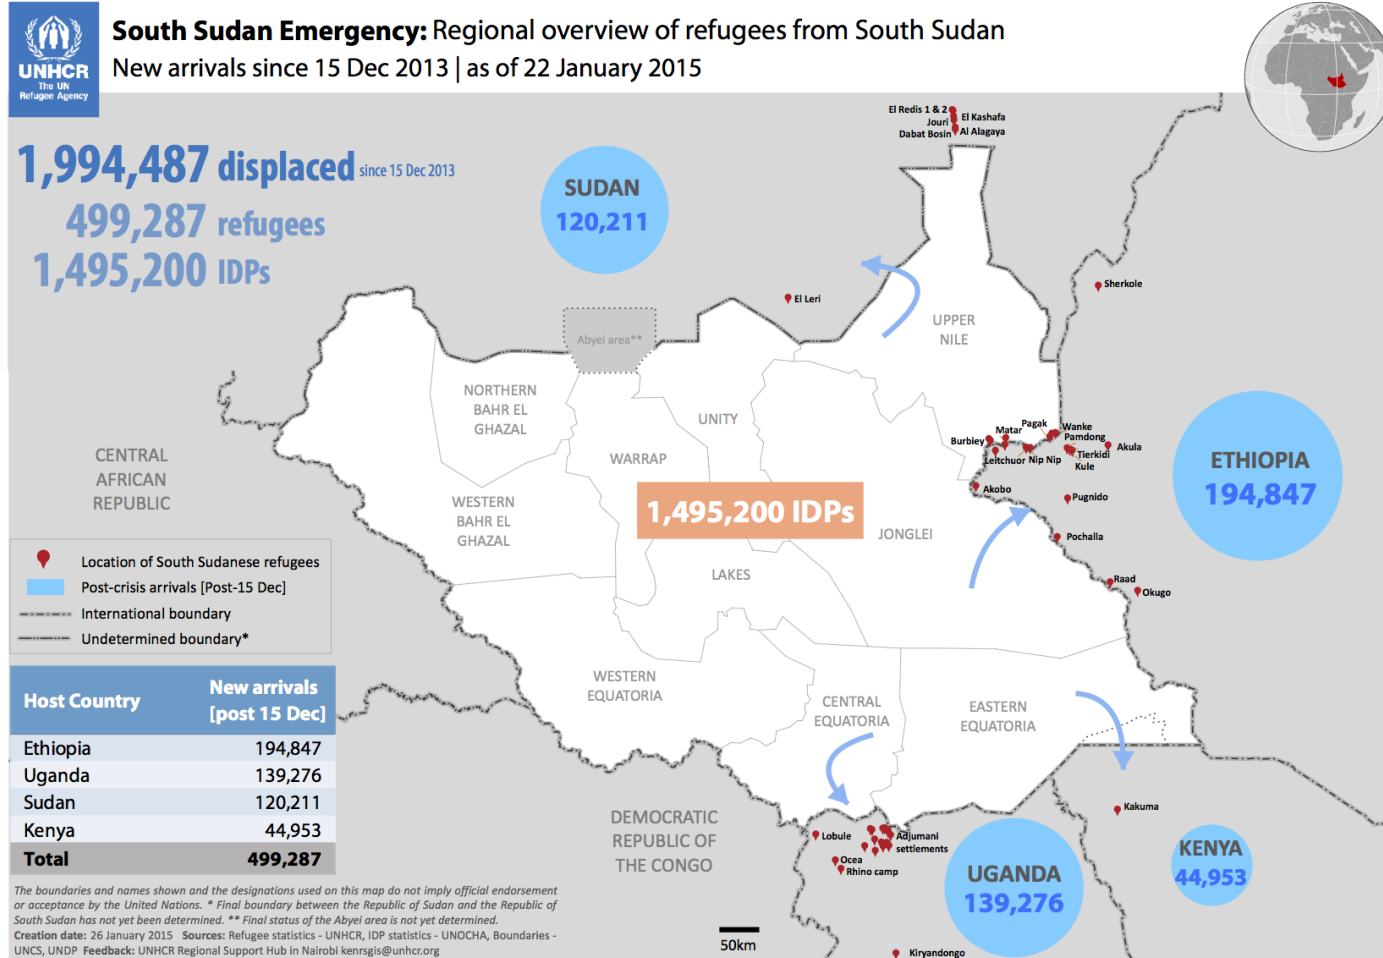 UNHCR
The UN
Refugee Agency
South Sudan Emergency: Regional overview of refugees from South Sudan
New arrivals since 15 Dec 2013 | as of 22 January 2015
1,994,487 displaced since 15 Dec 2013
499,287 refugees
1,495,200 IDPs
SUDAN
120,211
El Redis 1 & 2
El Kashafa
Jouri
Dabat Bosin
Al Alagaya
Sherkole
El Leri
UPPER
NILE
Abyei area**
NORTHERN
BAHR EL
GHAZAL
UNITY
WARRAP
Pagak
Wanke
Matar
Pamdong
Burbiey
Akula
Tierkidi
Leitchuor
Nip Nip
Kule
ETHIOPIA
194,847
CENTRAL
AFRICAN
REPUBLIC
Akobo
Pugnido
WESTERN
BAHR EL
GHAZAL
1,495,200 IDPs
JONGLEI
Pochalla
LAKES
Raad
Okugo
Location of South Sudanese refugees
Post-crisis arrivals [Post-15 Dec]
International boundary
Undetermined boundary*
WESTERN
EQUATORIA
CENTRAL
EQUATORIA
EASTERN
EQUATORIA
Host Country New arrivals
[post 15 Dec]
Ethiopia 194,847
Uganda 139,276
Sudan 120,211
Kenya 44,953
Total 499,287
DEMOCRATIC
REPUBLIC OF
THE CONGO
Kakuma
Lobule
Adjumani
settlements
Ocea
Rhino camp
UGANDA
139,276
KENYA
44,953
50km
Kiryandongo
The boundaries and names shown and the designations used on this map do not imply official endorsement
or acceptance by the United Nations. * Final boundary between the Republic of Sudan and the Republic of
South Sudan has not yet been determined. ** Final status of the Abyei area is not yet determined.
Creation date: 26 January 2015 Sources: Refugee statistics - UNHCR, IDP statistics - UNOCHA, Boundaries -
UNCS, UNDP Feedback: UNHCR Regional Support Hub in Nairobi kenrsgis@unhcr.org